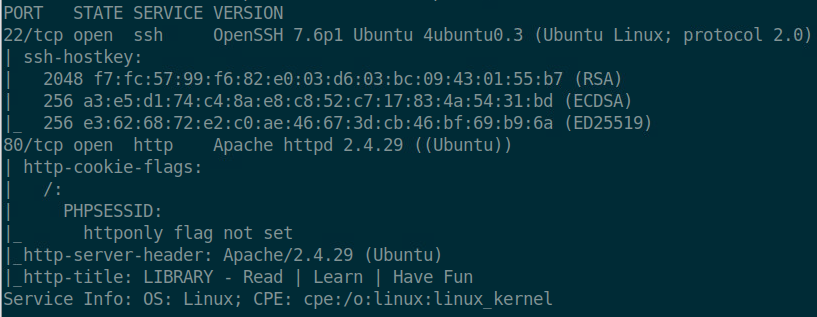 PORT   STATE SERVICE VERSION
22/tcp open  ssh     OpenSSH 7.6p1 Ubuntu 4ubuntu0.3 (Ubuntu Linux; protocol 2.0)
| ssh-hostkey:
|   2048 f7:fc:57:99:f6:82:e0:03:d6:03:bc:09:43:01:55:b7 (RSA)
|   256 a3:e5:d1:74:c4:8a:e8:c8:52:c7:17:83:4a:54:31:bd (ECDSA)
|_  256 e3:62:68:72:e2:c0:ae:46:67:3d:cb:46:bf:69:b9:6a (ED25519)
80/tcp open  http    Apache httpd 2.4.29 ((Ubuntu))
| http-cookie-flags:
|   /:
|     PHPSESSID:
|_      httponly flag not set
|_http-server-header: Apache/2.4.29 (Ubuntu)
|_http-title: LIBRARY - Read | Learn | Have Fun
Service Info: OS: Linux; CPE: cpe:/o:linux:linux_kernel